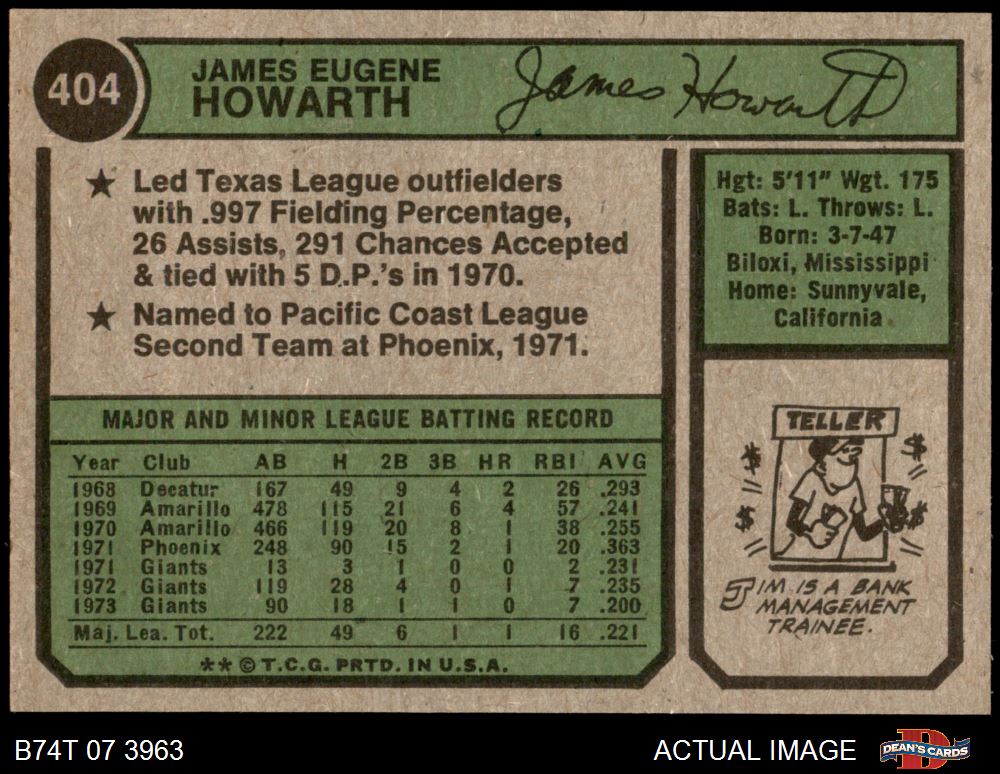 404
JAMES EUGENE
HOWARTH
James Howarth
★ Led Texas League outfielders
with .997 Fielding Percentage,
26 Assists, 291 Chances Accepted
& tied with 5 D.P.'s in 1970.
★ Named to Pacific Coast League
Second Team at Phoenix, 1971.
Hgt: 5'11" Wgt. 175
Bats: L. Throws: L.
Born: 3-7-47
Biloxi, Mississippi
Home: Sunnyvale,
California
MAJOR AND MINOR LEAGUE BATTING RECORD
Year Club AB H 2B 3B HR RBI AVG
1968 Decatur 167 49 9 4 2 26 .293
1969 Amarillo 478 115 21 6 4 57 .241
1970 Amarillo 466 119 20 8 1 38 .255
1971 Phoenix 248 90 15 2 1 20 .363
1971 Giants 13 3 1 0 0 2 .231
1972 Giants 119 28 4 0 1 7 .235
1973 Giants 90 18 1 1 0 7 .200
Maj. Lea. Tot. 222 49 6 1 1 16 .221
** © T.C.G. PRTD. IN U.S.A.
TELLER
$ $
$ $
JIM IS A BANK
MANAGEMENT
TRAINEE.
B74T 07 3963
ACTUAL IMAGE
DEAN'S CARDS